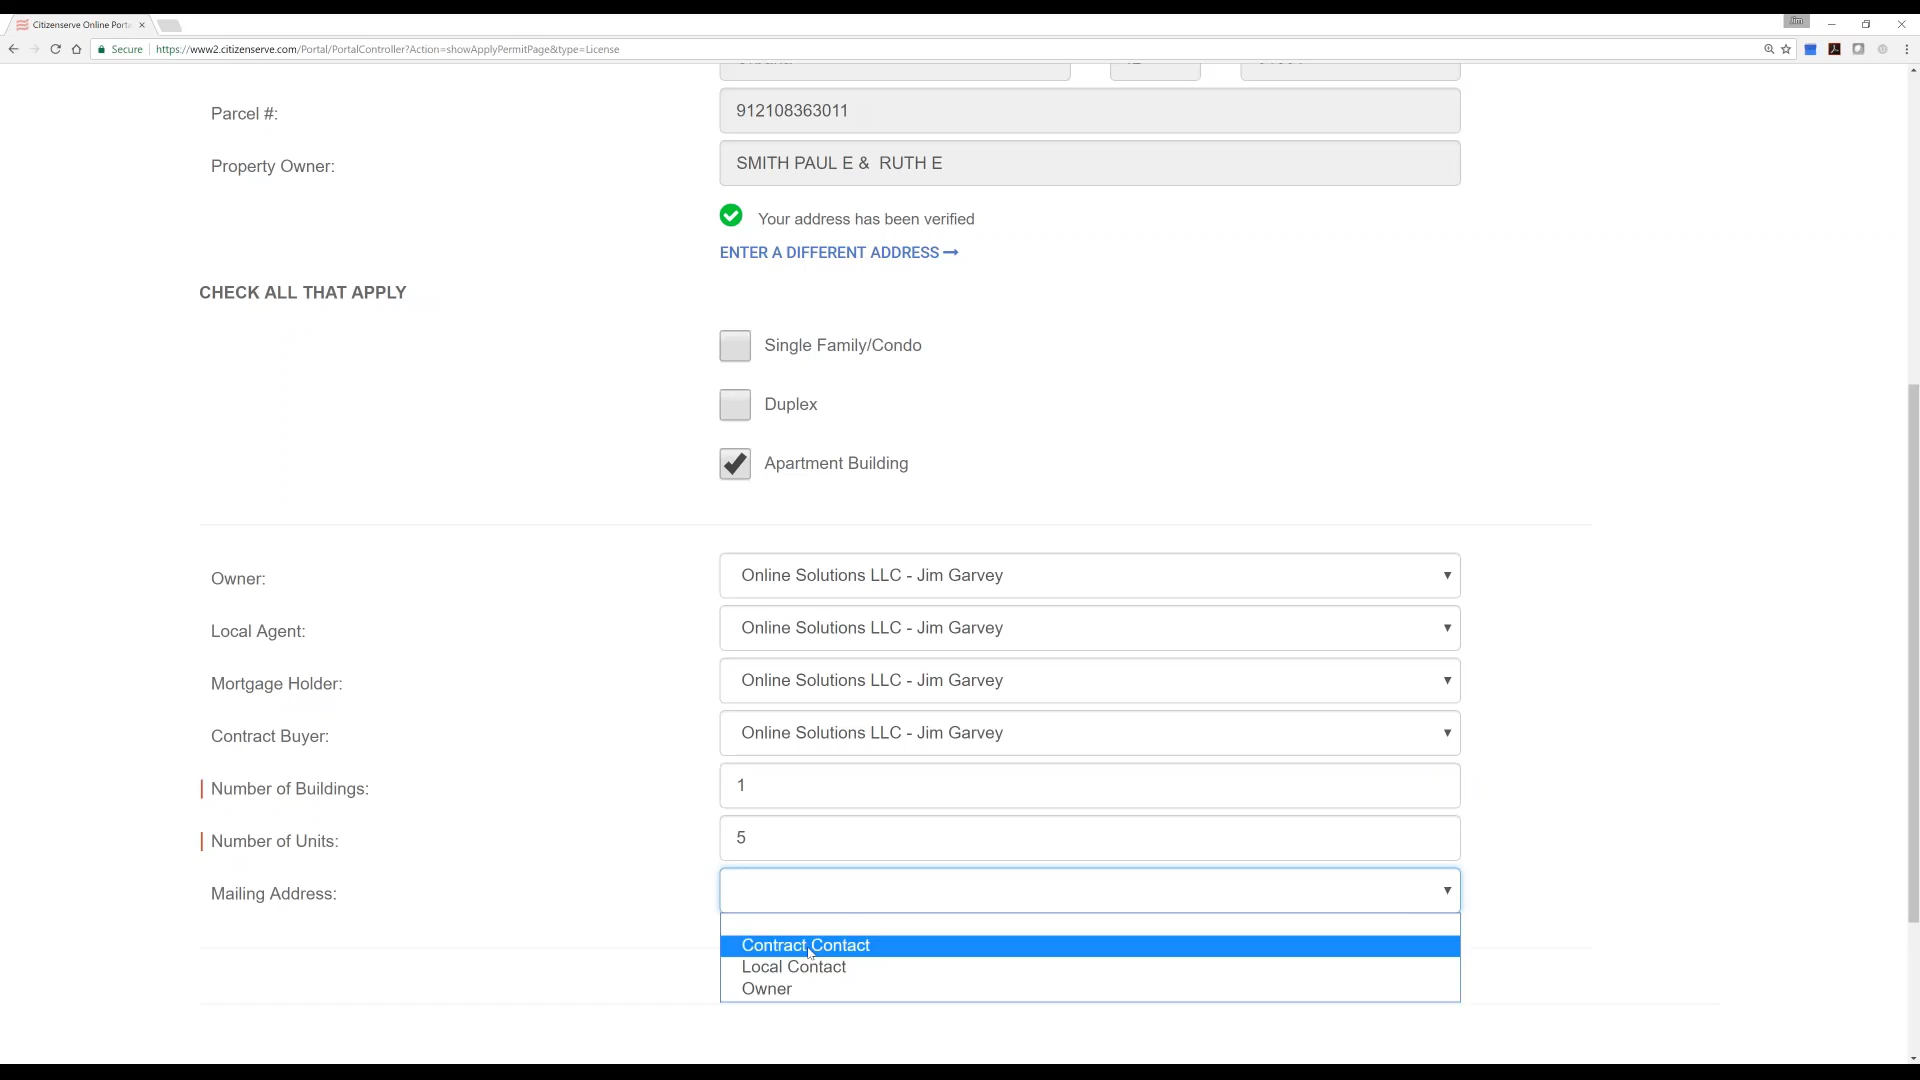 Citizenserve Online Porta
Jim
Secure
https://www2.citizenserve.com/Portal/PortalController?Action=showApplyPermitPage&type=License
Parcel #:
912108363011
Property Owner:
SMITH PAUL E & RUTH E
Your address has been verified
ENTER A DIFFERENT ADDRESS →
CHECK ALL THAT APPLY
Single Family/Condo
Duplex
Apartment Building
Owner:
Online Solutions LLC - Jim Garvey
Local Agent:
Online Solutions LLC - Jim Garvey
Mortgage Holder:
Online Solutions LLC - Jim Garvey
Contract Buyer:
Online Solutions LLC - Jim Garvey
Number of Buildings:
1
Number of Units:
5
Mailing Address:
Contract Contact
Local Contact
Owner